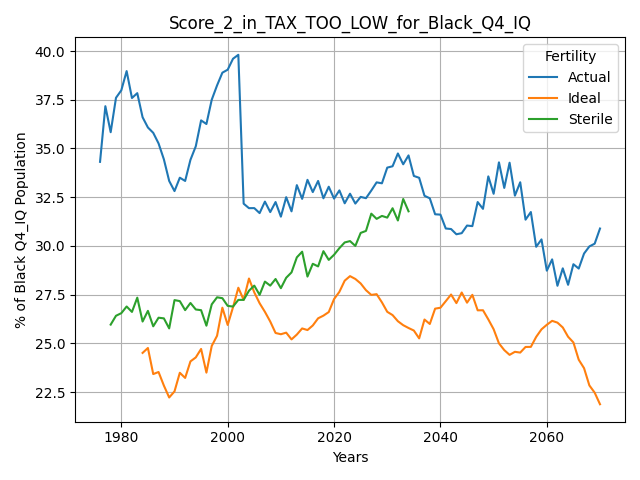 Score_2_in_TAX_TOO_LOW_for_Black_Q4_IQ
% of Black Q4_IQ Population
40.0
37.5
35.0
32.5
30.0
27.5
25.0
22.5
Fertility
Actual
Ideal
Sterile
1980 2000 2020 2040 2060
Years